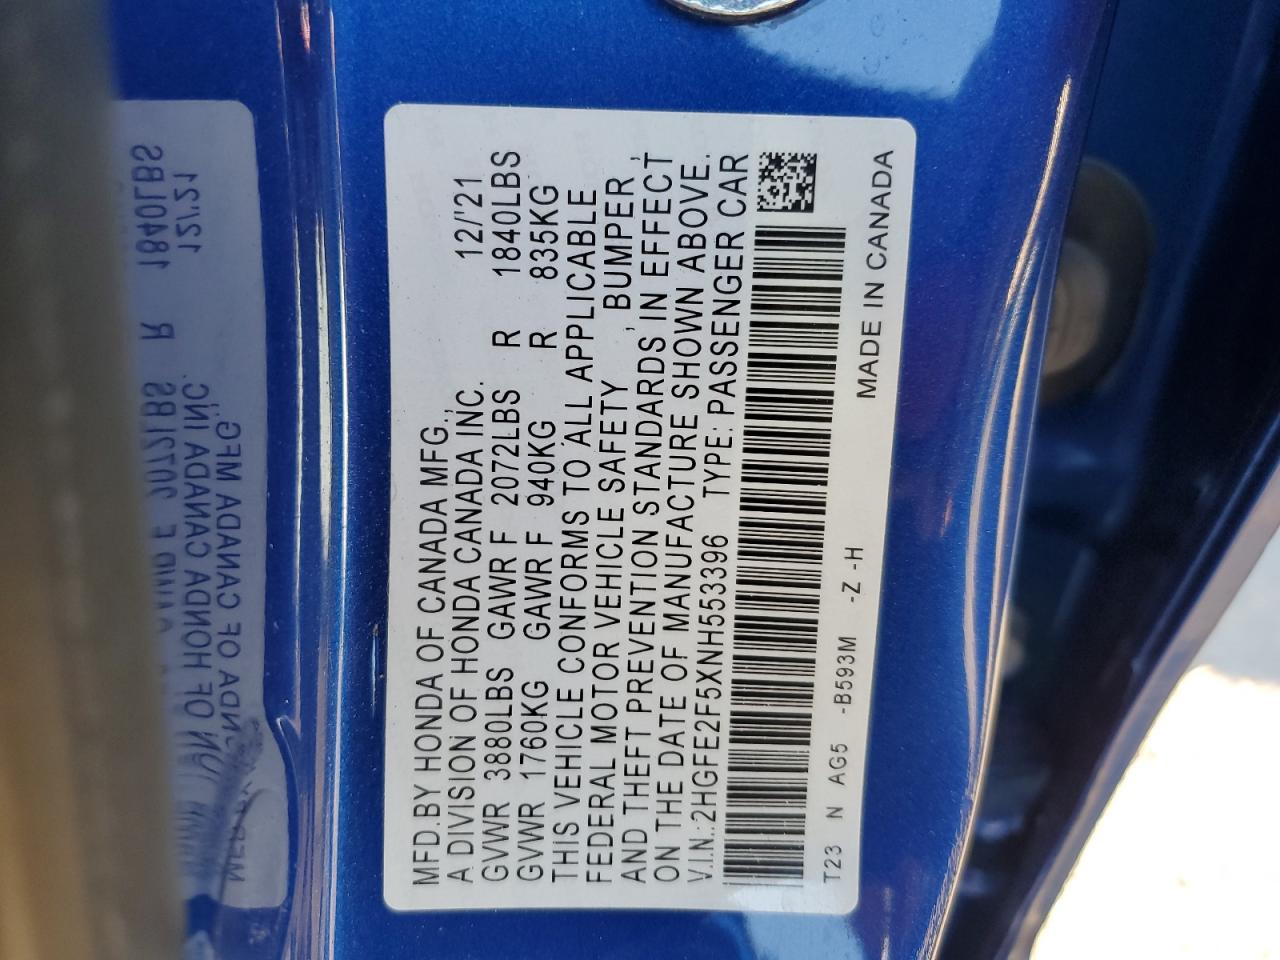 MFD.BY HONDA OF CANADA MFG.,
A DIVISION OF HONDA CANADA INC. 12/'21
GVWR 3880LBS GAWR F 2072LBS R 1840LBS
GVWR 1760KG GAWR F 940KG R 835KG
THIS VEHICLE CONFORMS TO ALL APPLICABLE
FEDERAL MOTOR VEHICLE SAFETY , BUMPER ,
AND THEFT PREVENTION STANDARDS, IN EFFECT
ON THE DATE OF MANUFACTURE SHOWN ABOVE.
V.I.N.:2HGFE2F5XNH553396 TYPE: PASSENGER CAR
T23 N AG5 -B593M -Z -H MADE IN CANADA